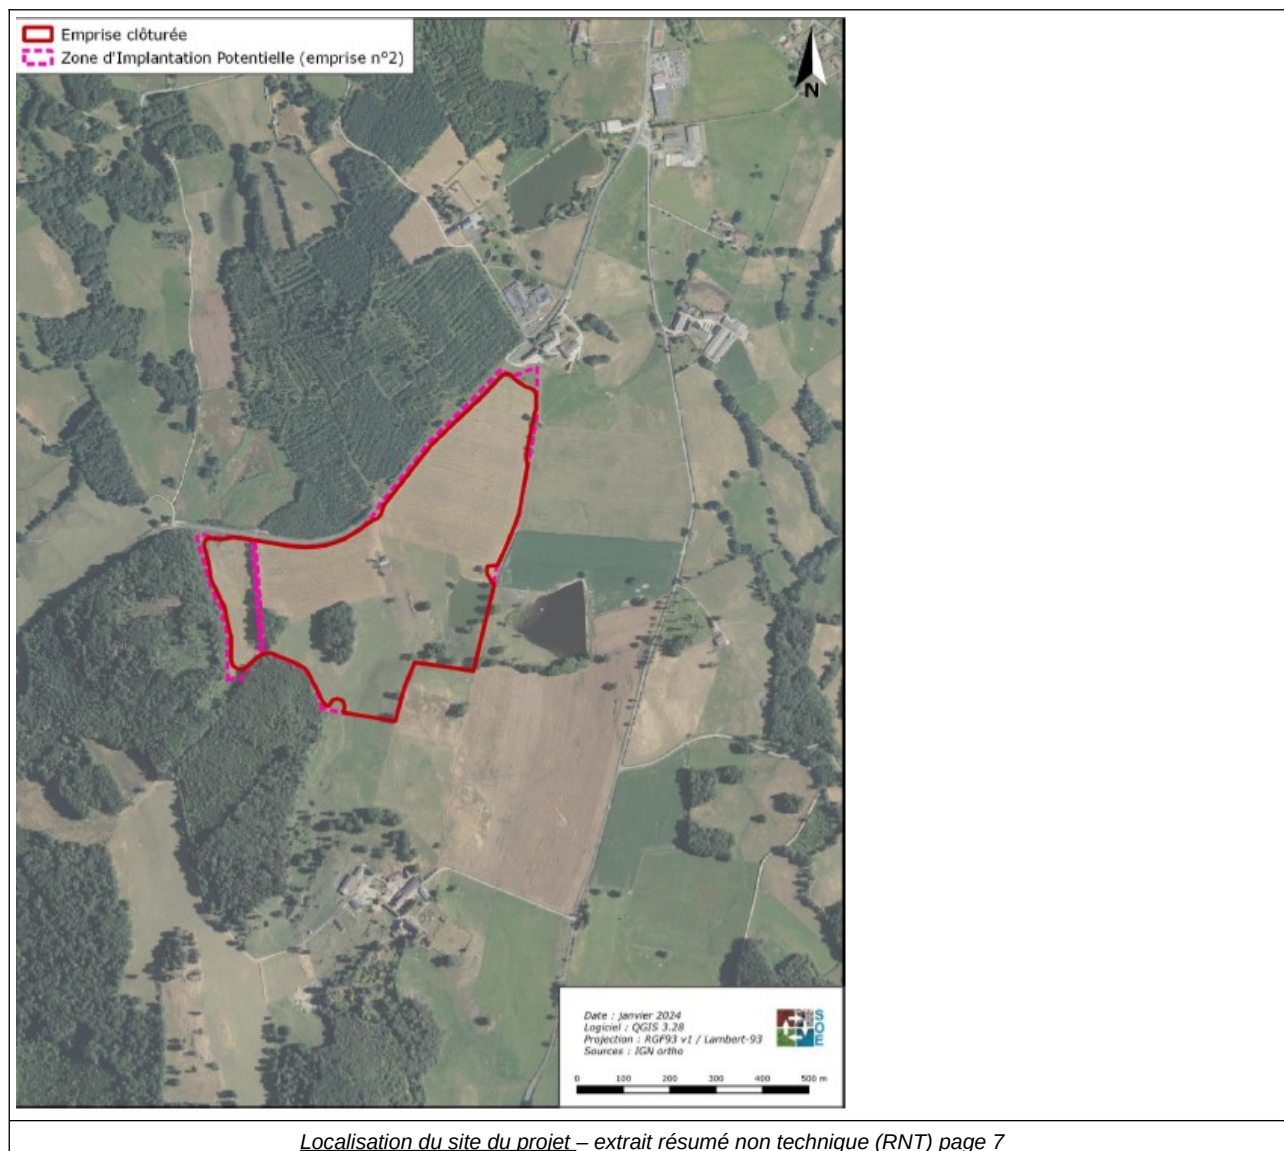 Emprise clôturée
Zone d'Implantation Potentielle (emprise n°2)
N
Date : janvier 2024
Logiciel : QGIS 3.28
Projection : RGF93 v1 / Lambert-93
Sources : IGN ortho
SOE
0 100 200 300 400 500 m
Localisation du site du projet – extrait résumé non technique (RNT) page 7